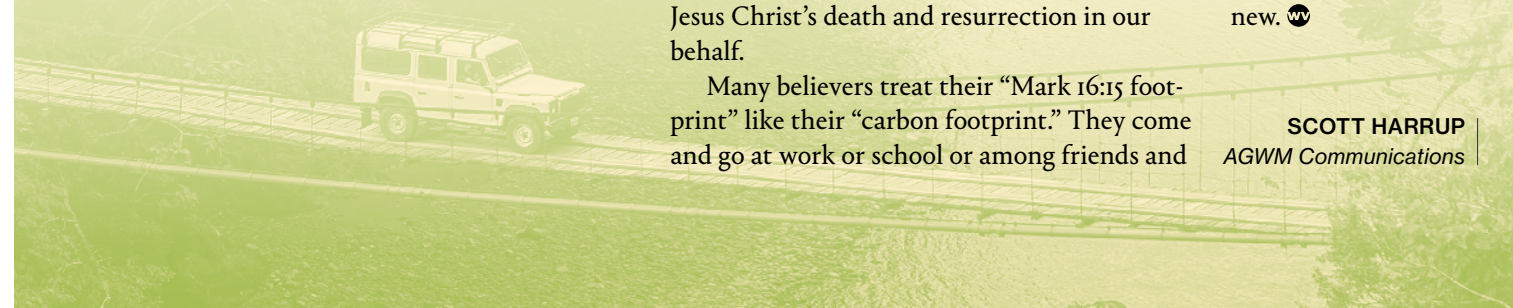 Jesus Christ’s death and resurrection in our
behalf.
Many believers treat their “Mark 16:15 foot-
print” like their “carbon footprint.” They come
and go at work or school or among friends and
new. wv
SCOTT HARRUP
AGWM Communications